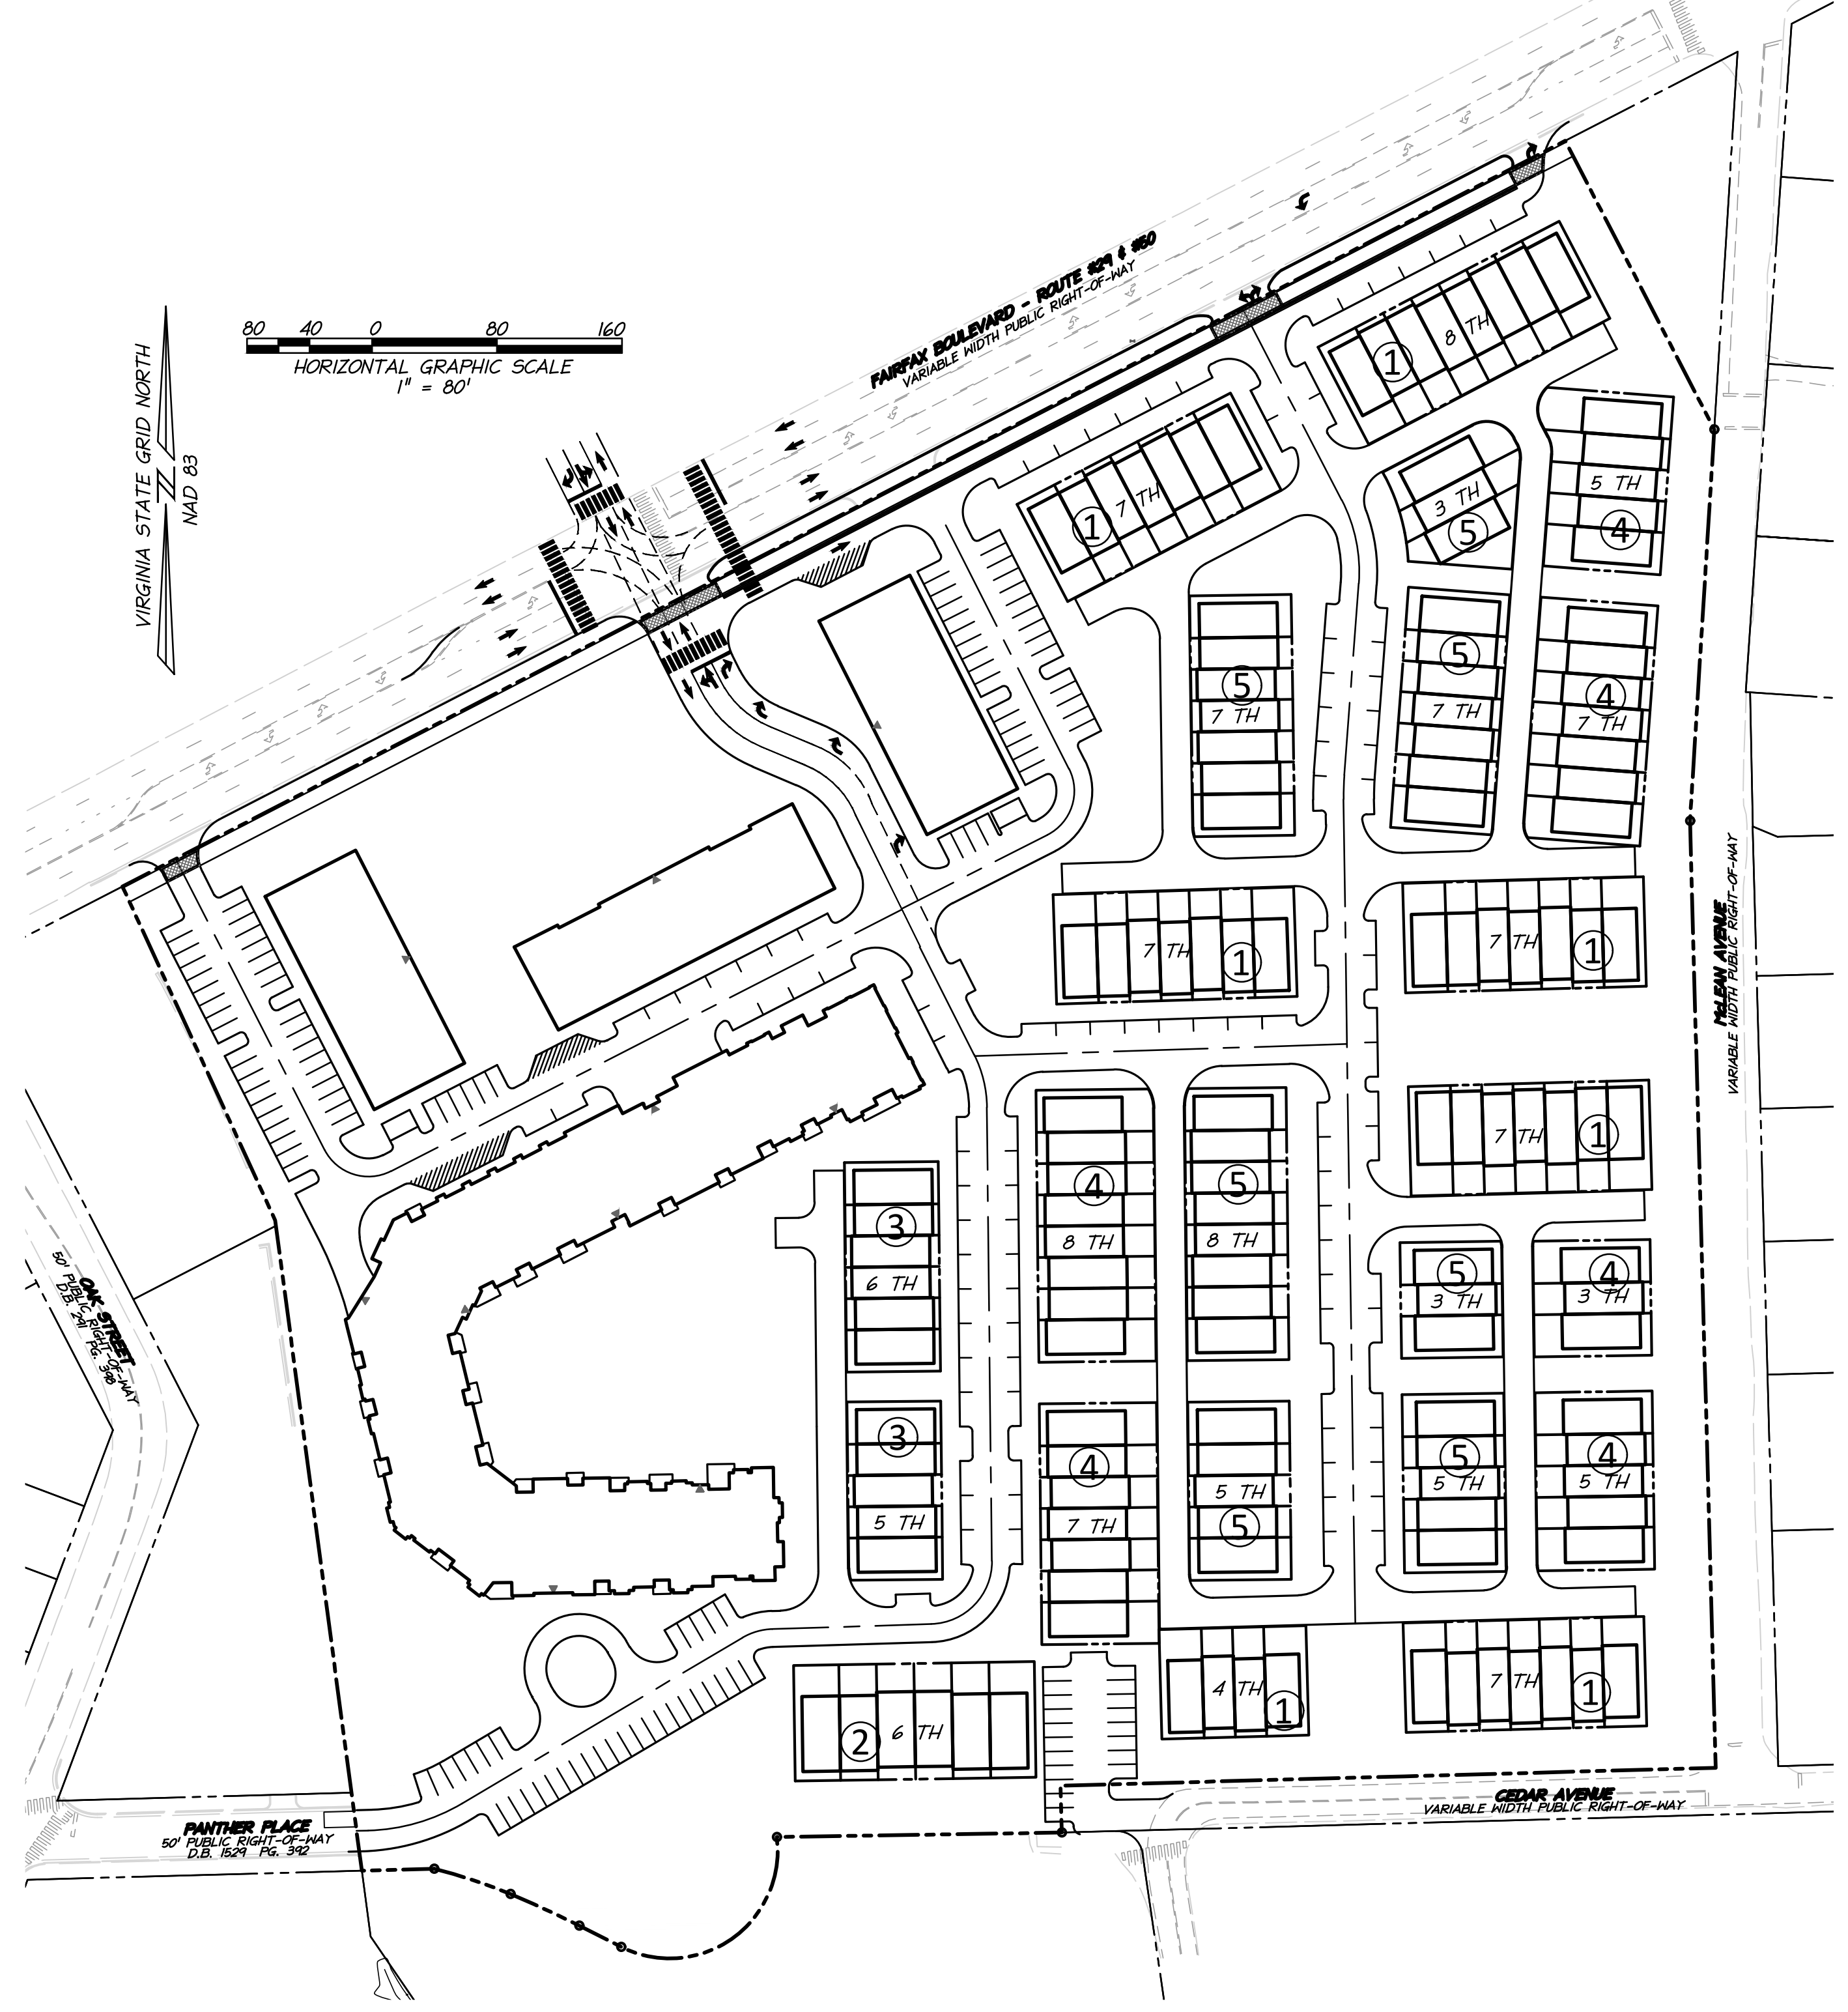 FAIRFAX BOULEVARD - ROUTE #29 & #50
VARIABLE WIDTH PUBLIC RIGHT-OF-WAY
80 40 0 80 160
HORIZONTAL GRAPHIC SCALE
1" = 80'
VIRGINIA STATE GRID NORTH
NAD 83
8 TH
1
7 TH
1
3 TH
5
5 TH
4
5
7 TH
5
7 TH
4
7 TH
7 TH
1
7 TH
1
McLEAN AVENUE
VARIABLE WIDTH PUBLIC RIGHT-OF-WAY
7 TH
1
4
8 TH
5
8 TH
3
6 TH
5
3 TH
4
3 TH
OAK STREET
50' PUBLIC RIGHT-OF-WAY
D.B. 291 PG. 398
3
5 TH
4
7 TH
5 TH
5
5
5 TH
4
5 TH
2
6 TH
4 TH
1
7 TH
1
CEDAR AVENUE
VARIABLE WIDTH PUBLIC RIGHT-OF-WAY
PANTHER PLACE
50' PUBLIC RIGHT-OF-WAY
D.B. 1529 PG. 392